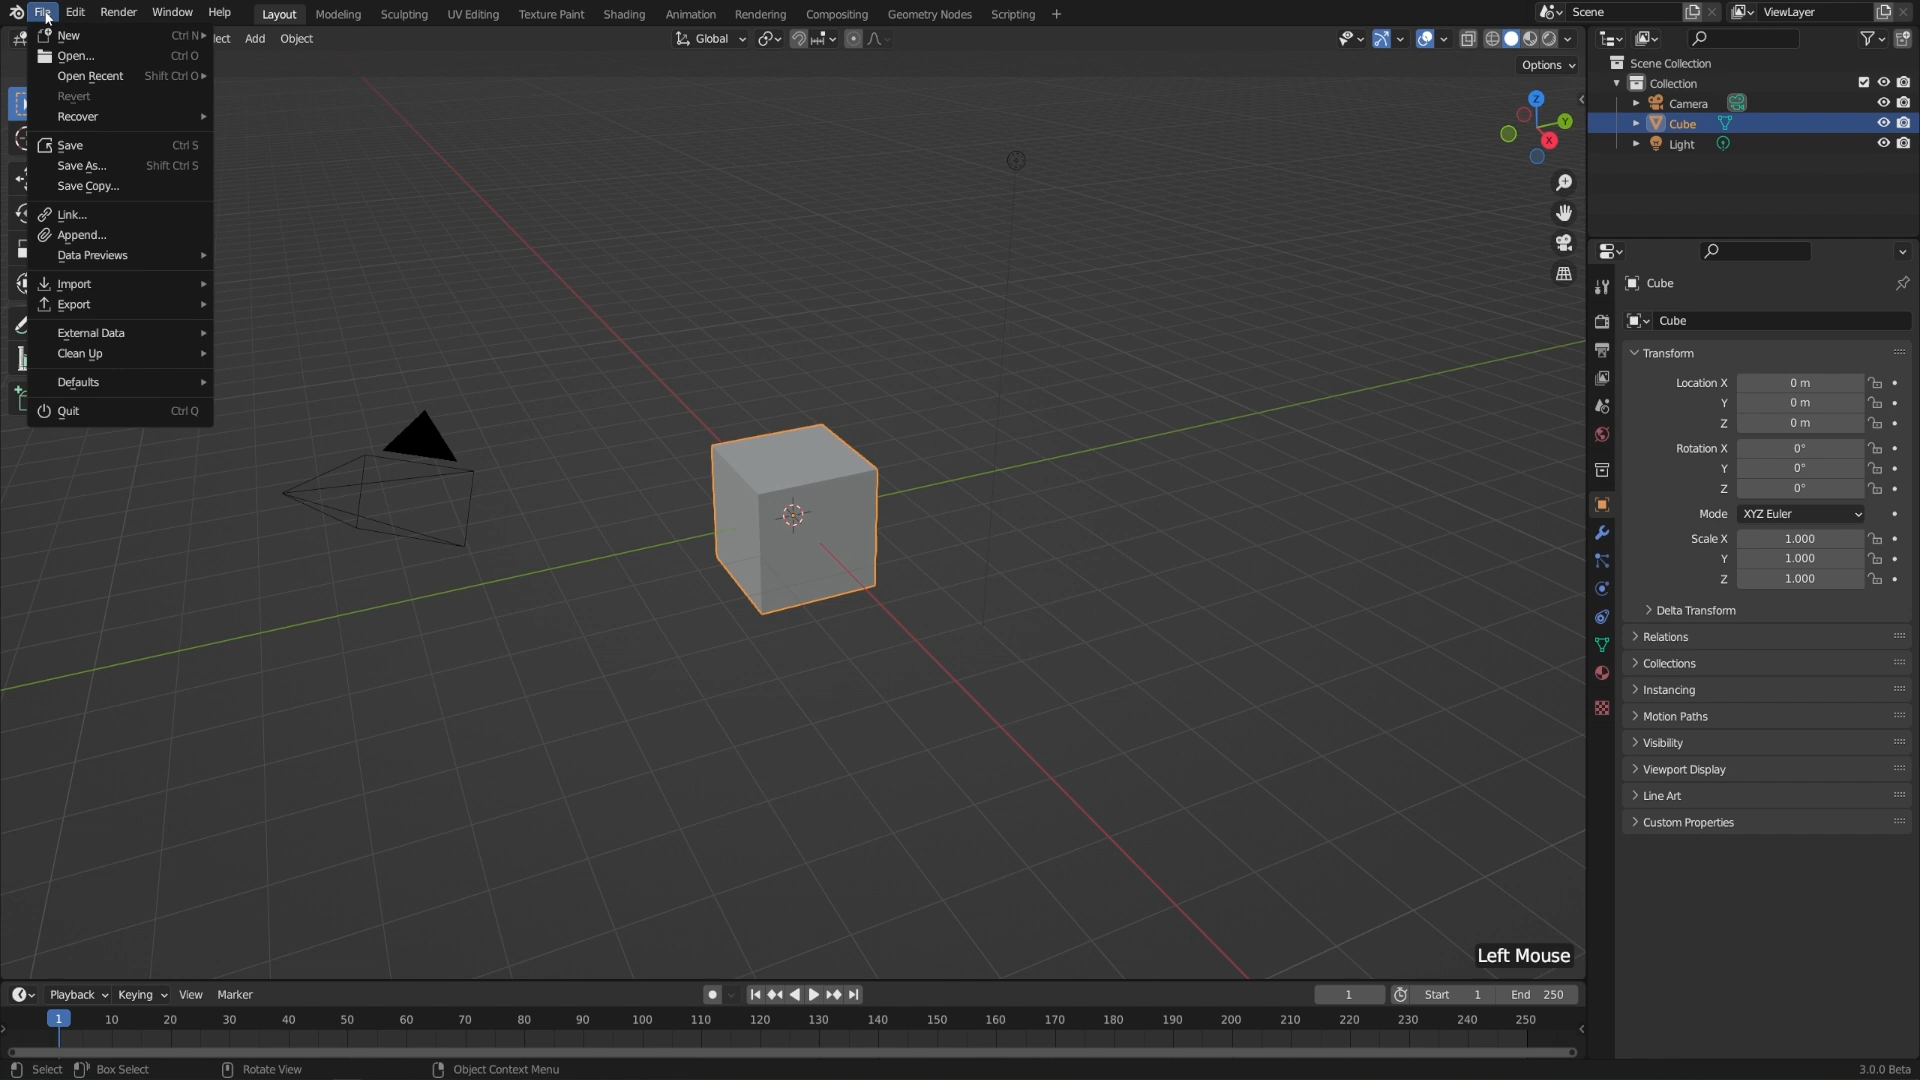 File Edit Render Window Help Layout Modeling Sculpting UV Editing Texture Paint Shading Animation Rendering Compositing Geometry Nodes Scripting + Scene ViewLayer
New Ctrl N
Open... Ctrl O
Open Recent Shift Ctrl O
Revert
Recover
Save Ctrl S
Save As... Shift Ctrl S
Save Copy...
Link...
Append...
Data Previews
Import
Export
External Data
Clean Up
Defaults
Quit Ctrl Q
lect Add Object Global
Options
Z
Y
X
Left Mouse
Scene Collection
Collection
Camera
Cube
Light
Cube
Cube
Transform
Location X 0 m
Y 0 m
Z 0 m
Rotation X 0°
Y 0°
Z 0°
Mode XYZ Euler
Scale X 1.000
Y 1.000
Z 1.000
Delta Transform
Relations
Collections
Instancing
Motion Paths
Visibility
Viewport Display
Line Art
Custom Properties
Playback Keying View Marker 1 Start 1 End 250
1 10 20 30 40 50 60 70 80 90 100 110 120 130 140 150 160 170 180 190 200 210 220 230 240 250
Select Box Select Rotate View Object Context Menu 3.0.0 Beta